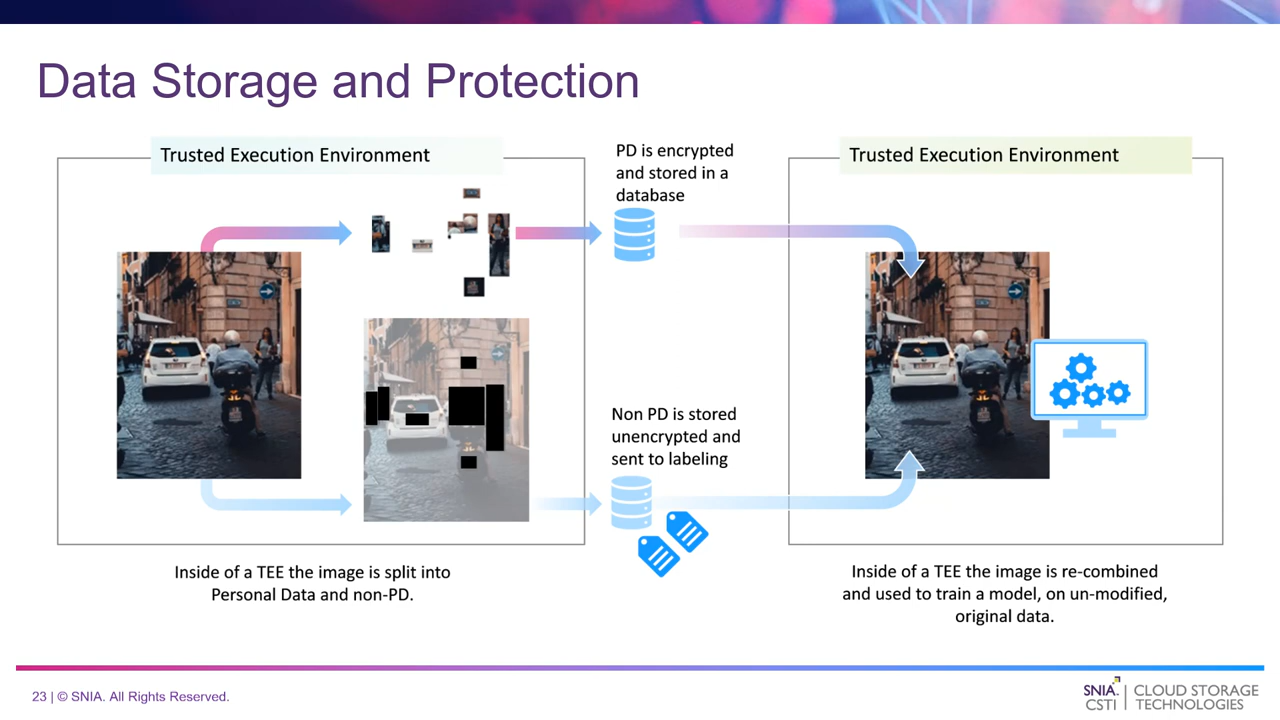 Data Storage and Protection
Trusted Execution Environment
PD is encrypted
and stored in a
database
Trusted Execution Environment
Non PD is stored
unencrypted and
sent to labeling
Inside of a TEE the image is split into
Personal Data and non-PD.
Inside of a TEE the image is re-combined
and used to train a model, on un-modified,
original data.
23 | © SNIA. All Rights Reserved.
SNIA.
CSTI
CLOUD STORAGE
TECHNOLOGIES